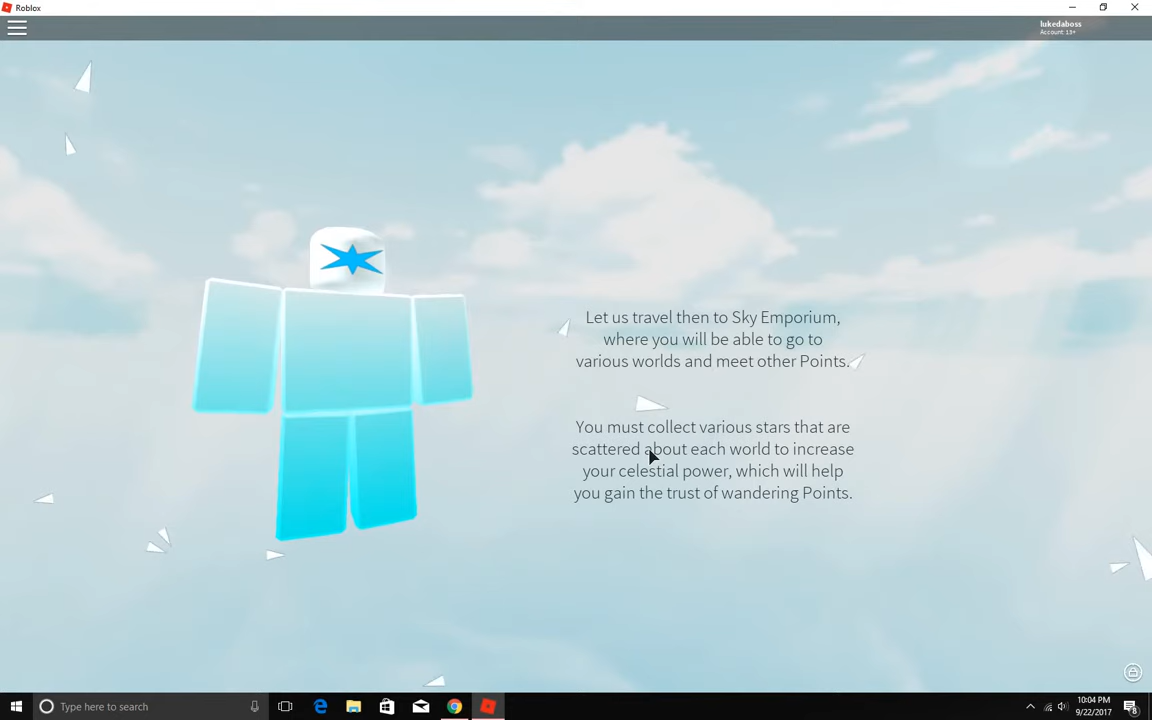 Roblox
lukedaboss
Account 13+
Let us travel then to Sky Emporium,
where you will be able to go to
various worlds and meet other Points.
You must collect various stars that are
scattered about each world to increase
your celestial power, which will help
you gain the trust of wandering Points.
Type here to search
10:04 PM
9/22/2017
8